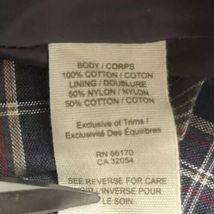 BODY / CORPS
100% COTTON / COTON
LINING / DOUBLURE
50% NYLON / NYLON
50% COTTON / COTON
Exclusive of Trims /
Exclusivité Des Équilibres
RN 66170
CA 32054
SEE REVERSE FOR CARE
L'INVERSE POUR
LE SOIN